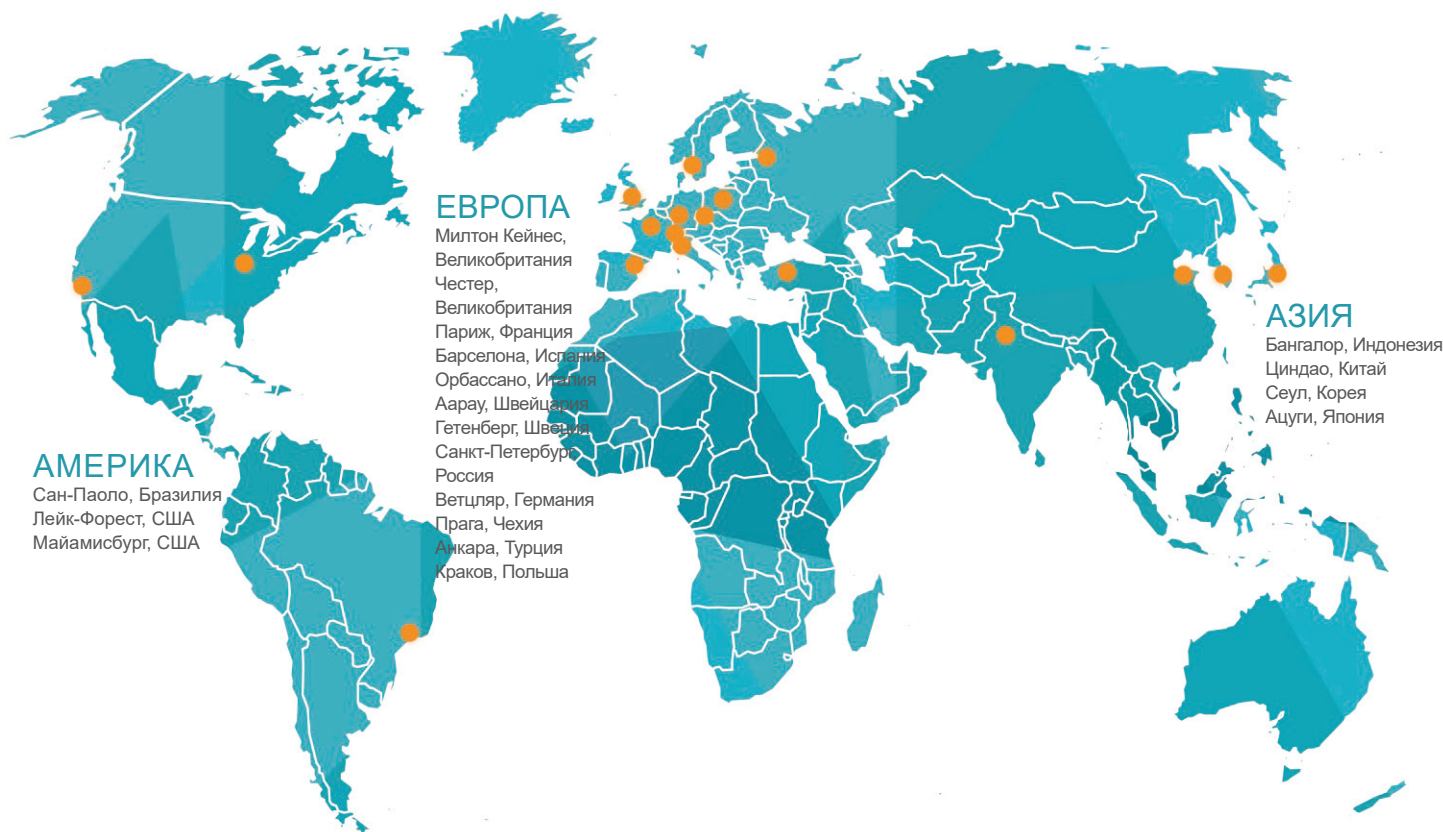 ЕВРОПА
Милтон Кейнес,
Великобритания
Честер,
Великобритания
Париж, Франция
Барселона, Испания
Орбассано, Италия
Аарау, Швейцария
Гетенберг, Швеция
Санкт-Петербург
Россия
Ветцляр, Германия
Прага, Чехия
Анкара, Турция
Краков, Польша
АЗИЯ
Бангалор, Индонезия
Циндао, Китай
Сеул, Корея
Ацуги, Япония
АМЕРИКА
Сан-Паоло, Бразилия
Лейк-Форест, США
Майамисбург, США